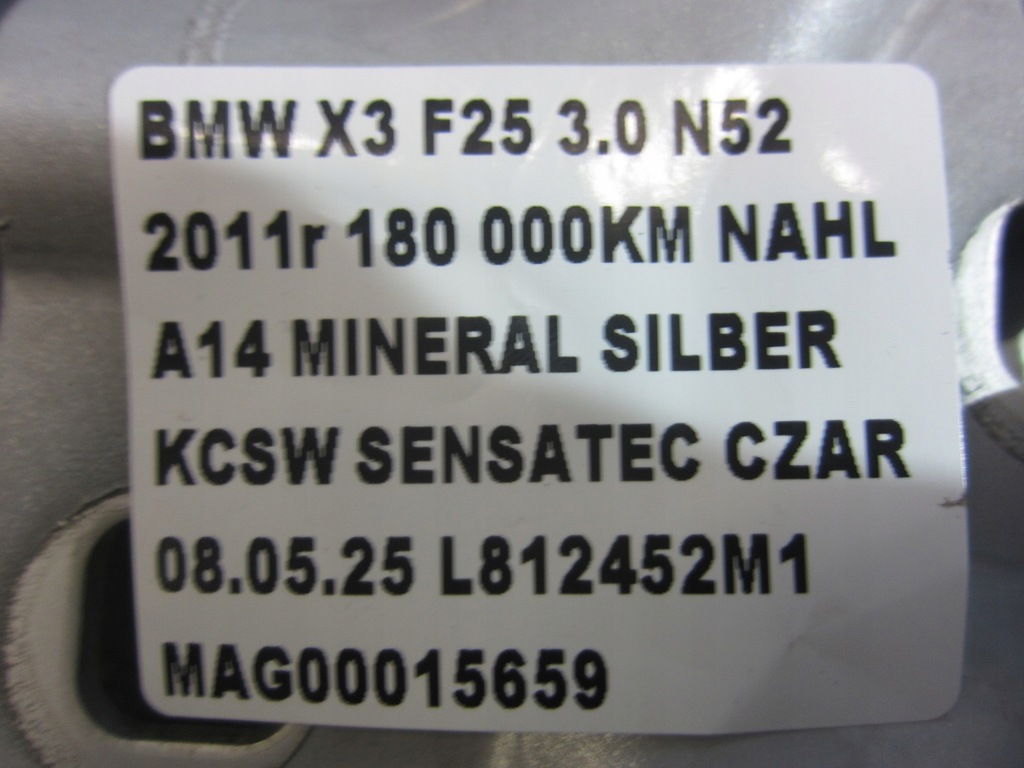 BMW X3 F25 3.0 N52
2011r 180 000KM NAHL
A14 MINERAL SILBER
KCSW SENSATEC CZAR
08.05.25 L812452M1
MAG00015659